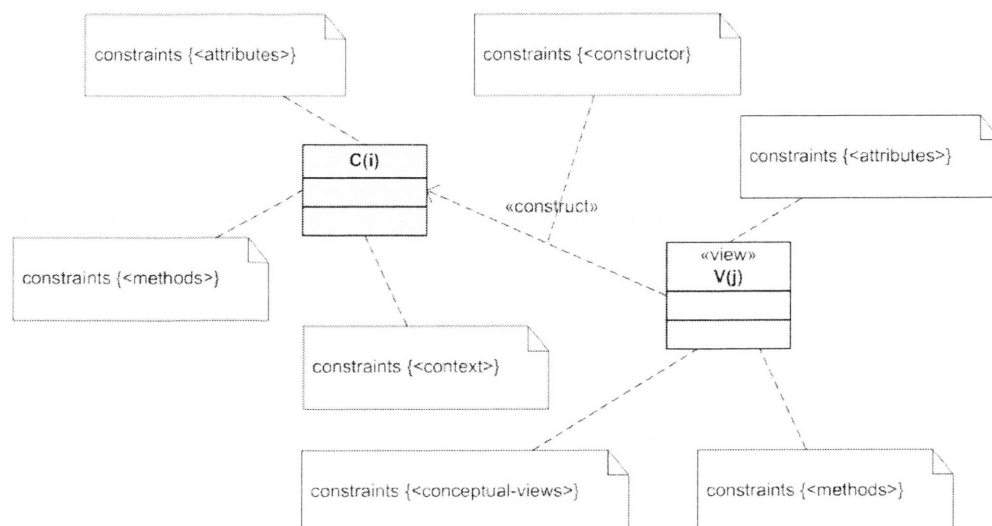 constraints {<attributes>}
constraints {<constructor}
C(i)
constraints {<attributes>}
«construct»
constraints {<methods>}
«view»
V(j)
constraints {<context>}
constraints {<conceptual-views>}
constraints {<methods>}